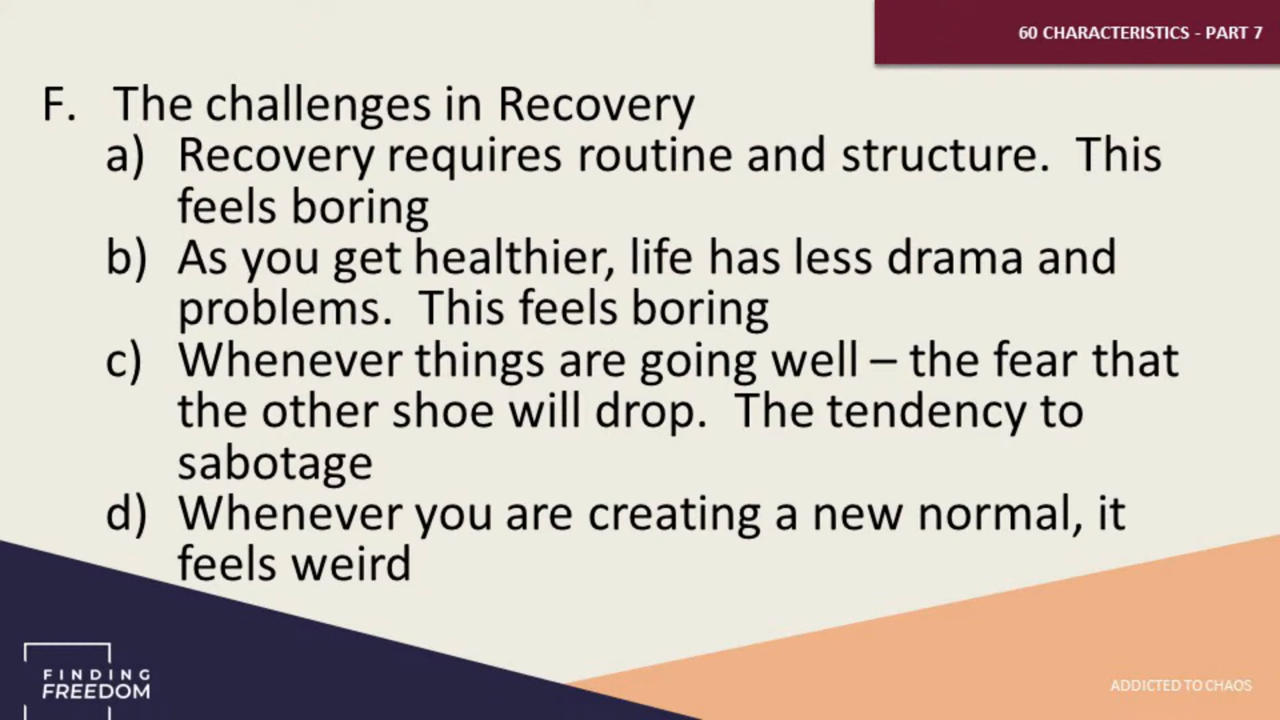 60 CHARACTERISTICS - PART 7
F. The challenges in Recovery
a) Recovery requires routine and structure. This
feels boring
b) As you get healthier, life has less drama and
problems. This feels boring
c) Whenever things are going well – the fear that
the other shoe will drop. The tendency to
sabotage
d) Whenever you are creating a new normal, it
feels weird
FINDING
FREEDOM
ADDICTED TO CHAOS